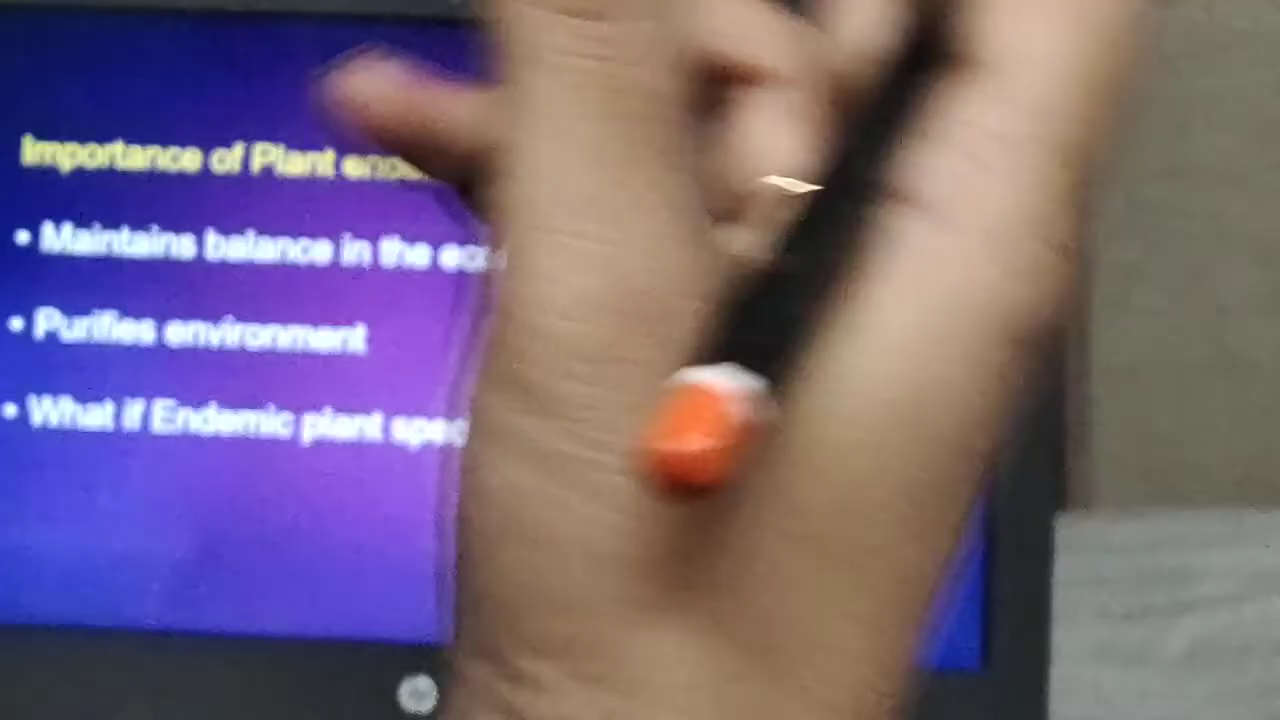 Importance of Plant
• Maintains balance in the
• Purifies environment
• What if Endemic plant